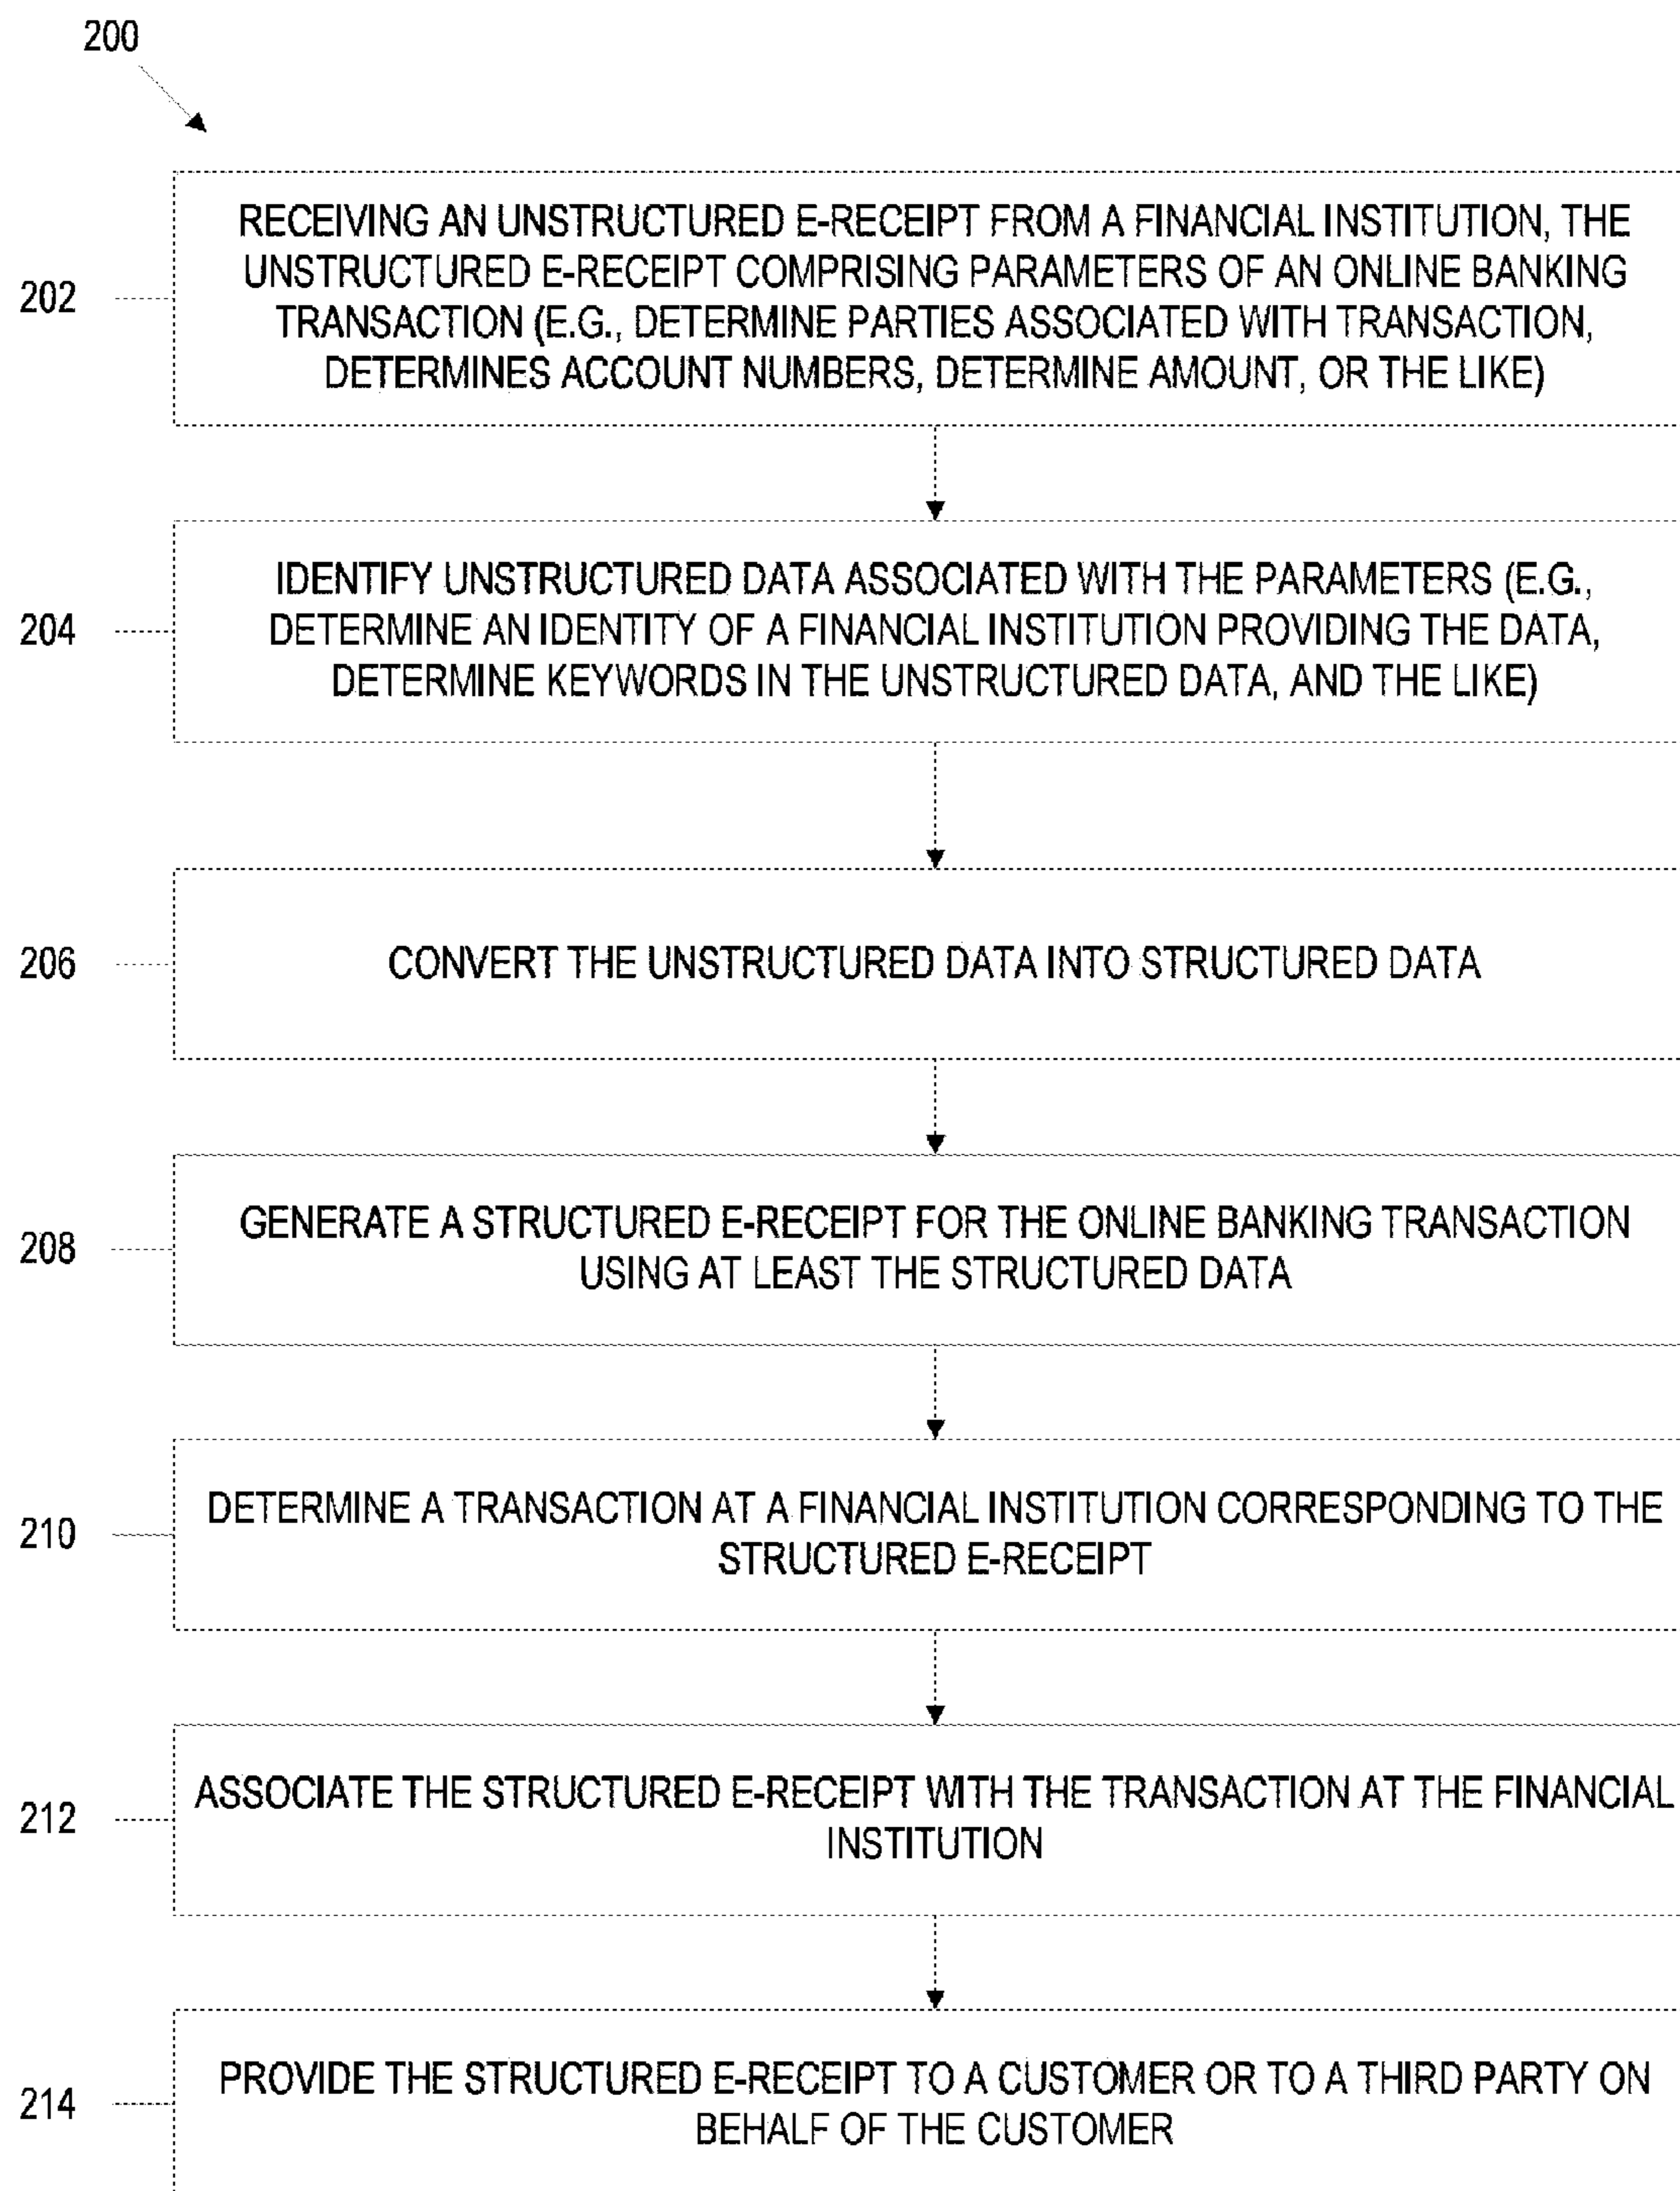 200
202
RECEIVING AN UNSTRUCTURED E-RECEIPT FROM A FINANCIAL INSTITUTION, THE
UNSTRUCTURED E-RECEIPT COMPRISING PARAMETERS OF AN ONLINE BANKING
TRANSACTION (E.G., DETERMINE PARTIES ASSOCIATED WITH TRANSACTION,
DETERMINES ACCOUNT NUMBERS, DETERMINE AMOUNT, OR THE LIKE)
204
IDENTIFY UNSTRUCTURED DATA ASSOCIATED WITH THE PARAMETERS (E.G.,
DETERMINE AN IDENTITY OF A FINANCIAL INSTITUTION PROVIDING THE DATA,
DETERMINE KEYWORDS IN THE UNSTRUCTURED DATA, AND THE LIKE)
206
CONVERT THE UNSTRUCTURED DATA INTO STRUCTURED DATA
208
GENERATE A STRUCTURED E-RECEIPT FOR THE ONLINE BANKING TRANSACTION
USING AT LEAST THE STRUCTURED DATA
210
DETERMINE A TRANSACTION AT A FINANCIAL INSTITUTION CORRESPONDING TO THE
STRUCTURED E-RECEIPT
212
ASSOCIATE THE STRUCTURED E-RECEIPT WITH THE TRANSACTION AT THE FINANCIAL
INSTITUTION
214
PROVIDE THE STRUCTURED E-RECEIPT TO A CUSTOMER OR TO A THIRD PARTY ON
BEHALF OF THE CUSTOMER